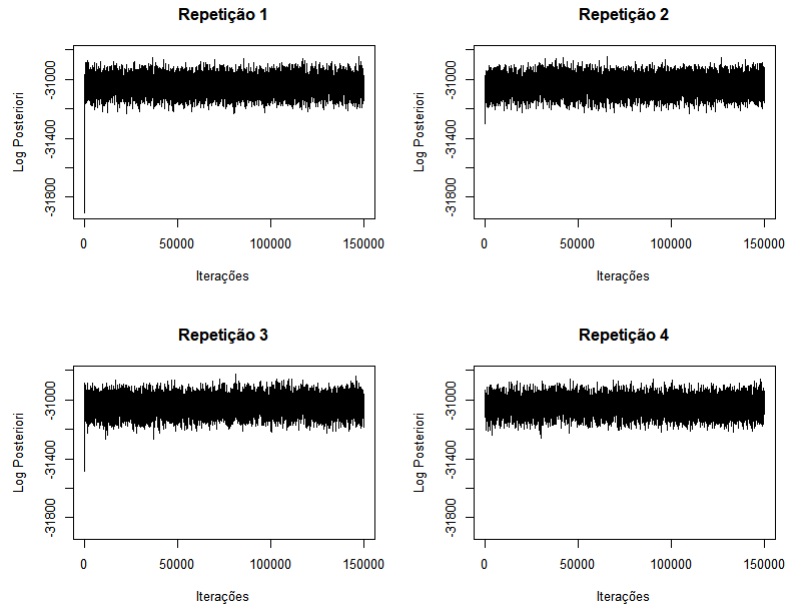 Repetição 1
Log Posteriori
-31000
-31400
-31800
0 50000 100000 150000
Iterações
Repetição 2
Log Posteriori
-31000
-31400
-31800
0 50000 100000 150000
Iterações
Repetição 3
Log Posteriori
-31000
-31400
-31800
0 50000 100000 150000
Iterações
Repetição 4
Log Posteriori
-31000
-31400
-31800
0 50000 100000 150000
Iterações